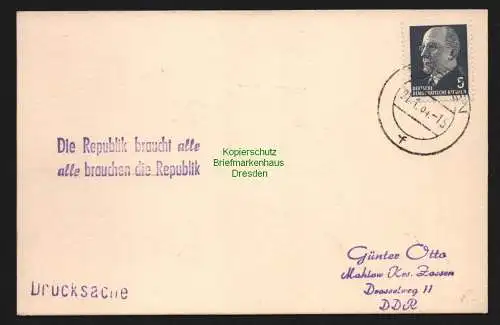 DEUTSCHE
DEMOKRATISCHE REPUBLIK
5
Die Republik braucht alle
alle brauchen die Republik
Kopierschutz
Briefmarkenhaus
Dresden
Günter Otto
Mahlow Krs. Zossen
Drosselweg 11
DDR
Drucksache